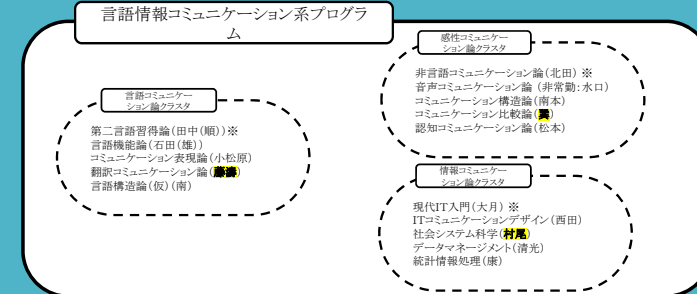 言語情報コミュニケーション系プログラ
ム
言語コミュニケー
ション論クラスタ
第二言語習得論(田中(順))※
言語機能論(石田(雄))
コミュニケーション表現論(小松原)
翻訳コミュニケーション論(藤濤)
言語構造論(仮)(南)
感性コミュニケー
ション論クラスタ
非言語コミュニケーション論(北田) ※
音声コミュニケーション論 (非常勤:水口)
コミュニケーション構造論(南本)
コミュニケーション比較論(巽)
認知コミュニケーション論(松本)
情報コミュニケー
ション論クラスタ
現代IT入門(大月) ※
ITコミュニケーションデザイン(西田)
社会システム科学(村尾)
データマネージメント(清光)
統計情報処理(康)